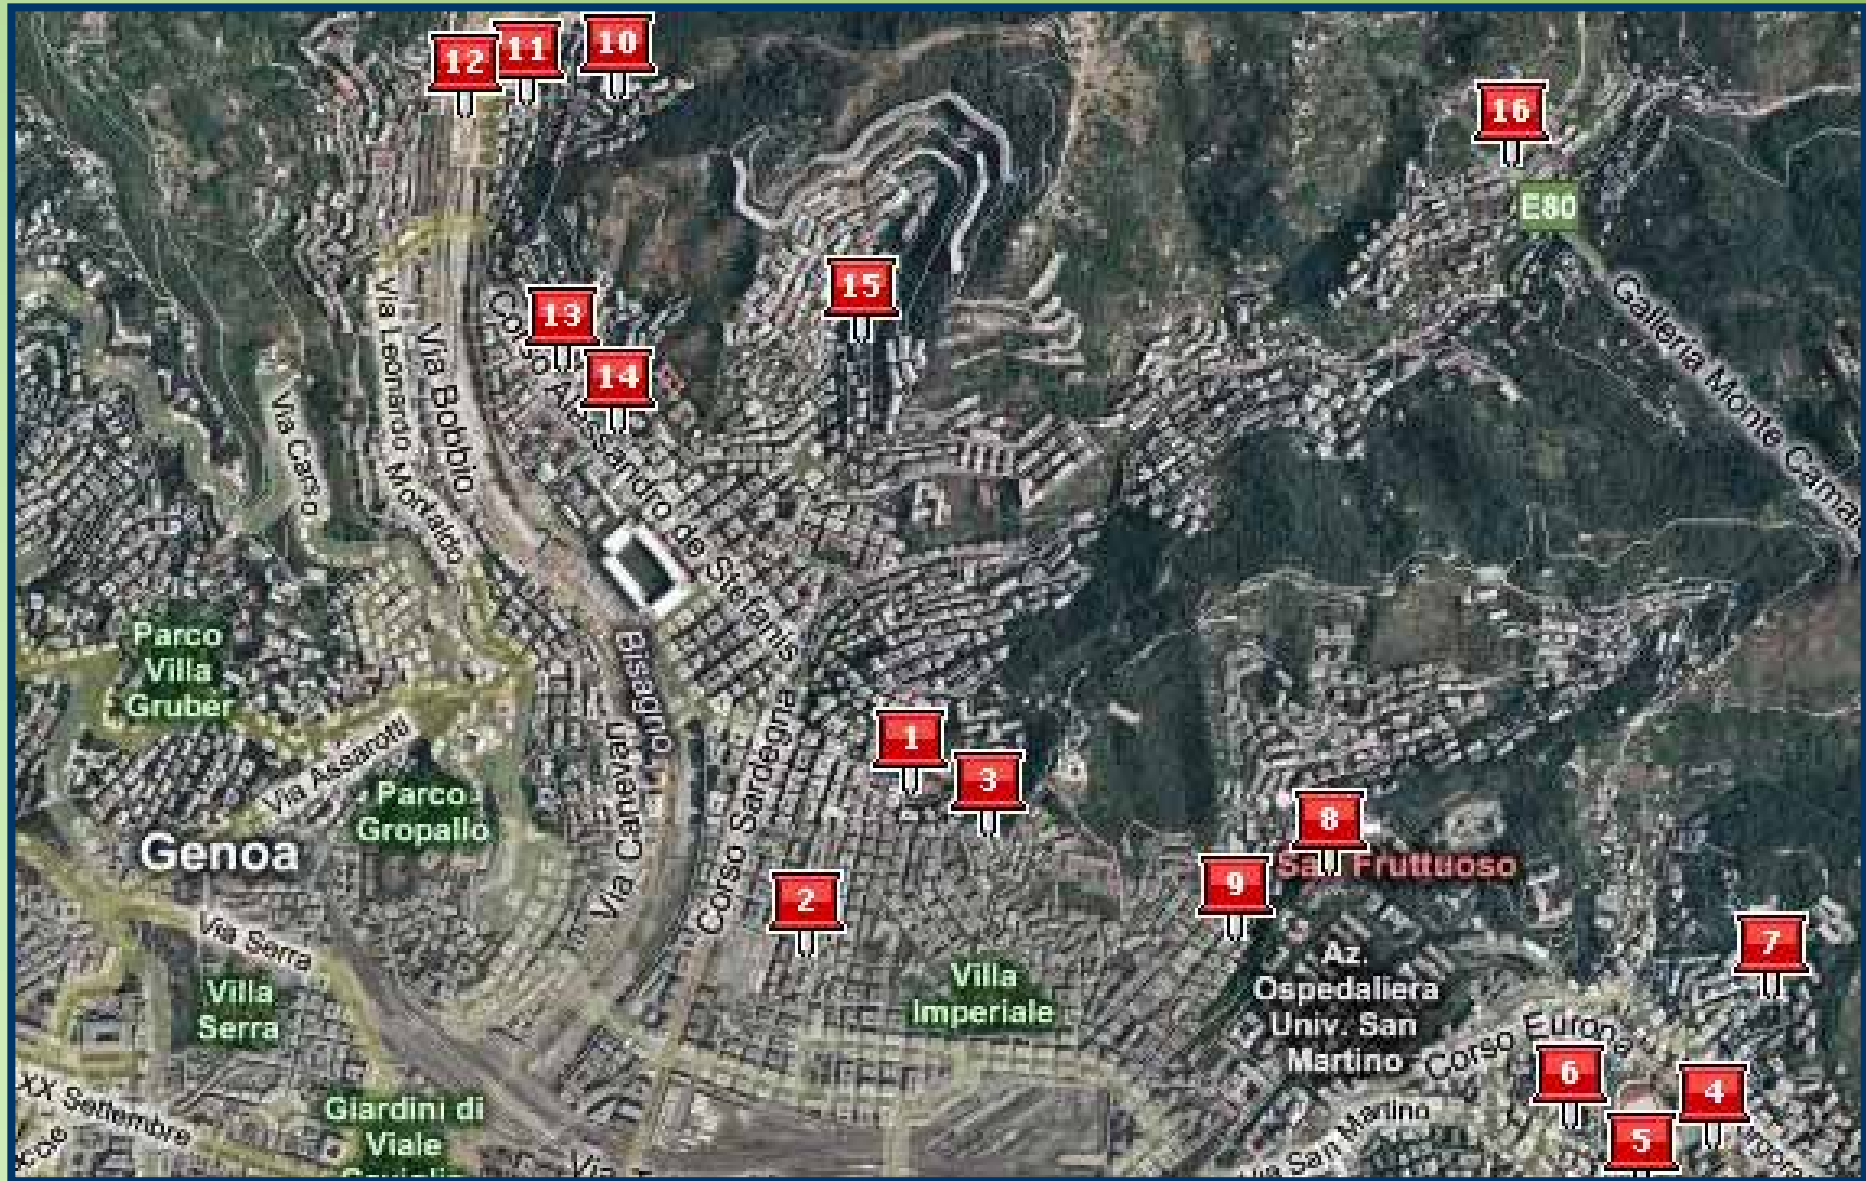 12
11
10
16
E80
Galleria Monte Camal
15
13
14
Corso Alessandro de Stefanis
Via Leonardo Montaldo
Via Bobbio
Via Carso
Parco
Villa
Gruber
Bisagno
Via Canevari
Corso Sardegna
Via Assarotti
Parco
Gropallo
Genoa
1
3
8
San Fruttuoso
9
2
7
Via Serra
Villa
Serra
Villa
Imperiale
Az.
Ospedaliera
Univ. San
Martino
Corso Europa
6
4
5
XX Settembre
Giardini di
Viale
San Martino